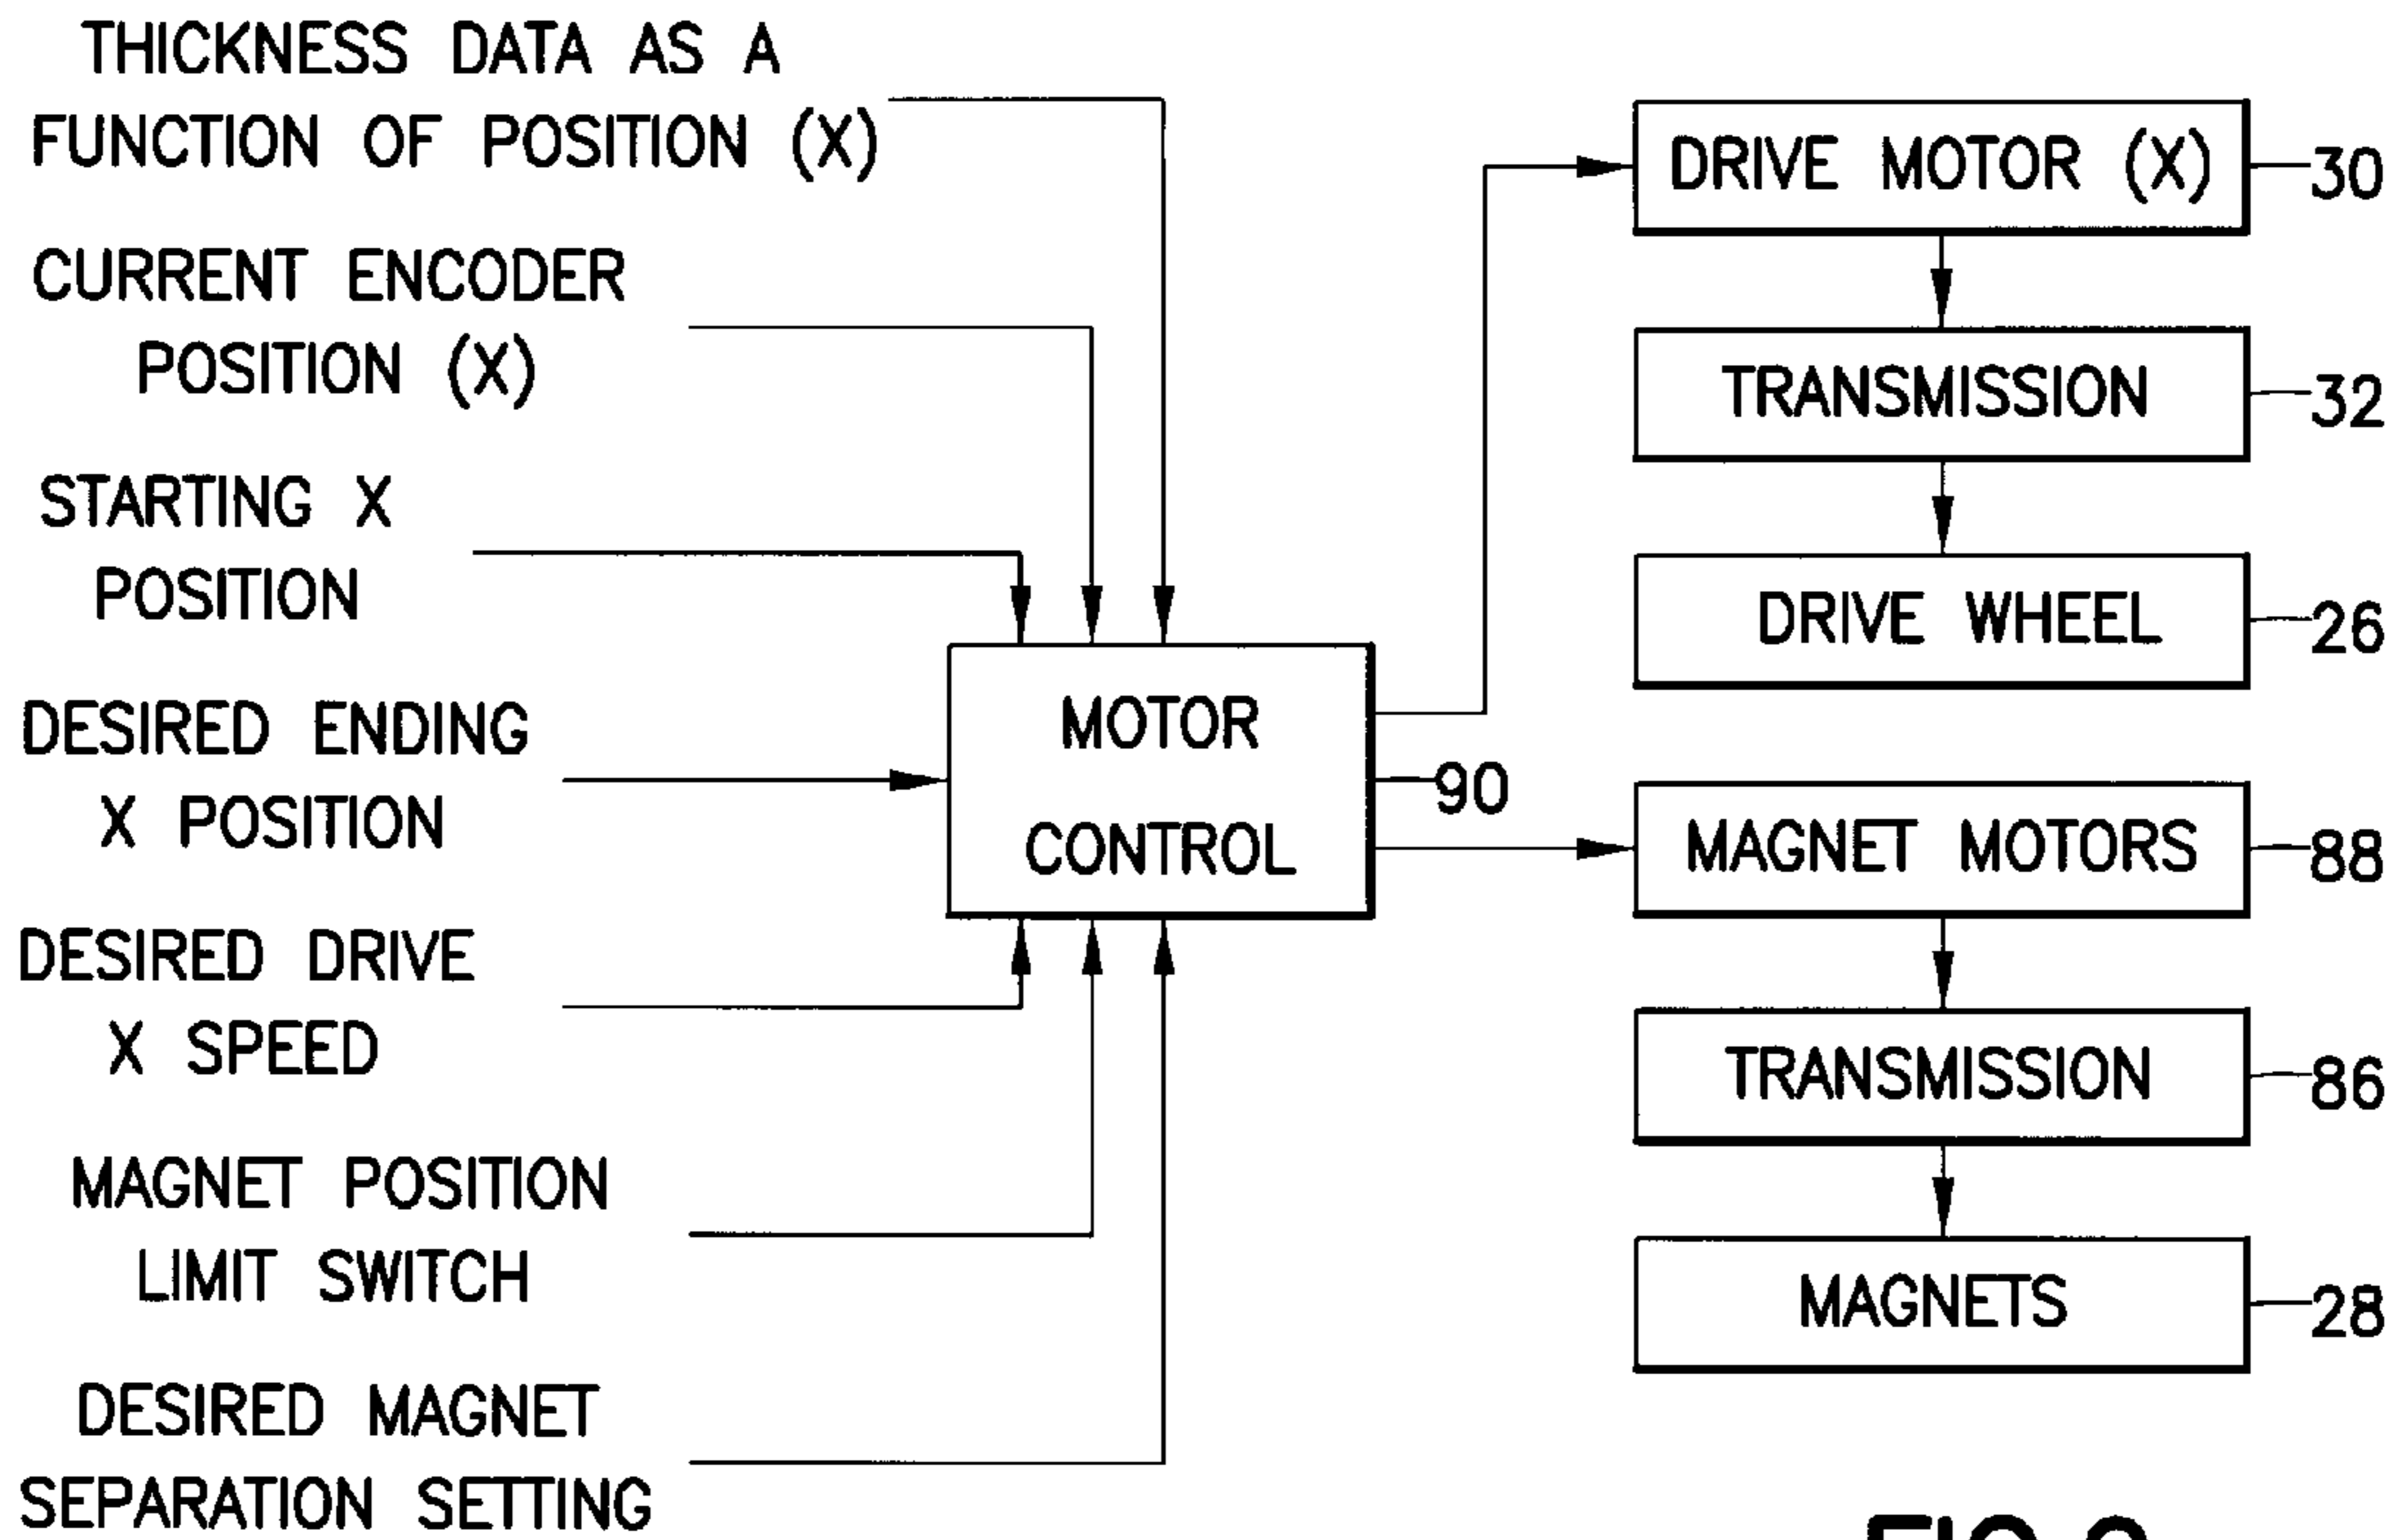 THICKNESS DATA AS A
FUNCTION OF POSITION (X)
CURRENT ENCODER
POSITION (X)
STARTING X
POSITION
DESIRED ENDING
X POSITION
DESIRED DRIVE
X SPEED
MAGNET POSITION
LIMIT SWITCH
DESIRED MAGNET
SEPARATION SETTING
MOTOR
CONTROL
90
DRIVE MOTOR (X)
30
TRANSMISSION
32
DRIVE WHEEL
26
MAGNET MOTORS
88
TRANSMISSION
86
MAGNETS
28